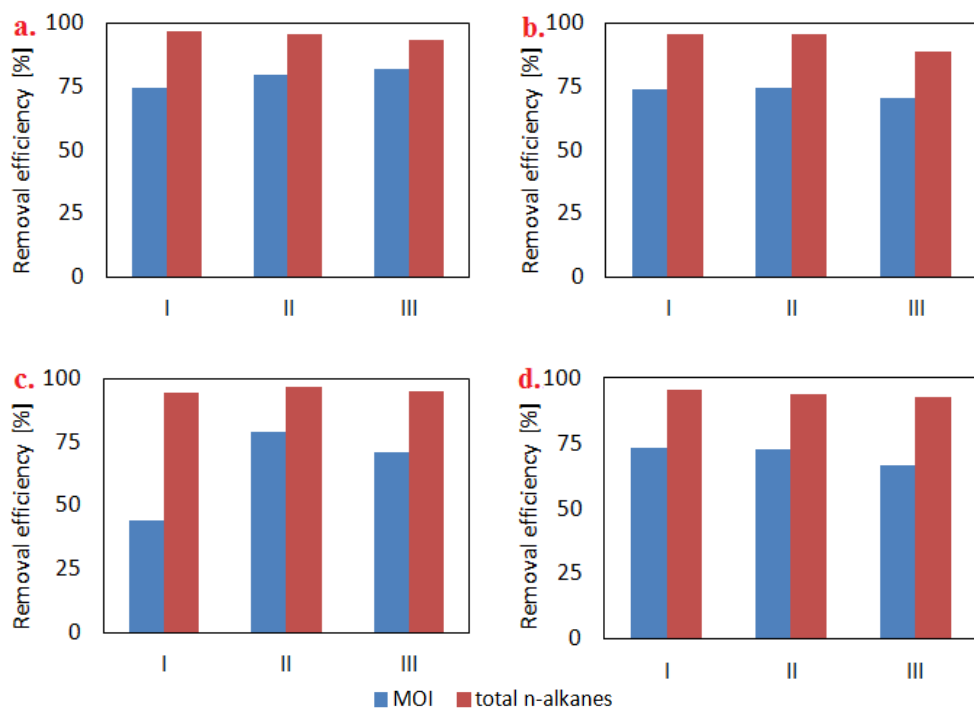 a.
Removal efficiency [%]
100
75
50
25
0
I II III
b.
Removal efficiency [%]
100
75
50
25
0
I II III
c.
Removal efficiency [%]
100
75
50
25
0
I II III
d.
Removal efficiency [%]
100
75
50
25
0
I II III
MOI total n-alkanes